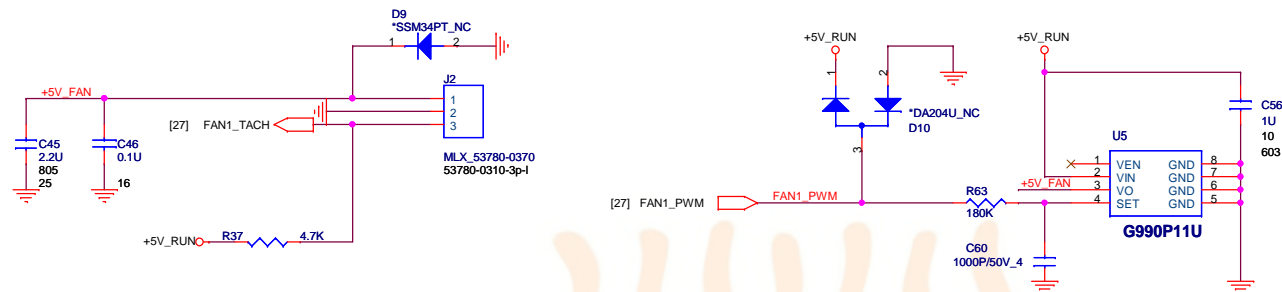 D9
*SSM34PT_NC
1
2
+5V_FAN
J2
1
2
3
[27] FAN1_TACH
C45
2.2U
805
25
C46
0.1U
16
MLX_53780-0370
53780-0310-3p-l
+5V_RUN
R37
4.7K
+5V_RUN
1
2
*DA204U_NC
D10
3
+5V_RUN
C56
1U
10
603
U5
1 VEN GND 8
2 VIN GND 7
3 VO GND 6
4 SET GND 5
+5V_FAN
G990P11U
[27] FAN1_PWM
FAN1_PWM
R63
180K
C60
1000P/50V_4